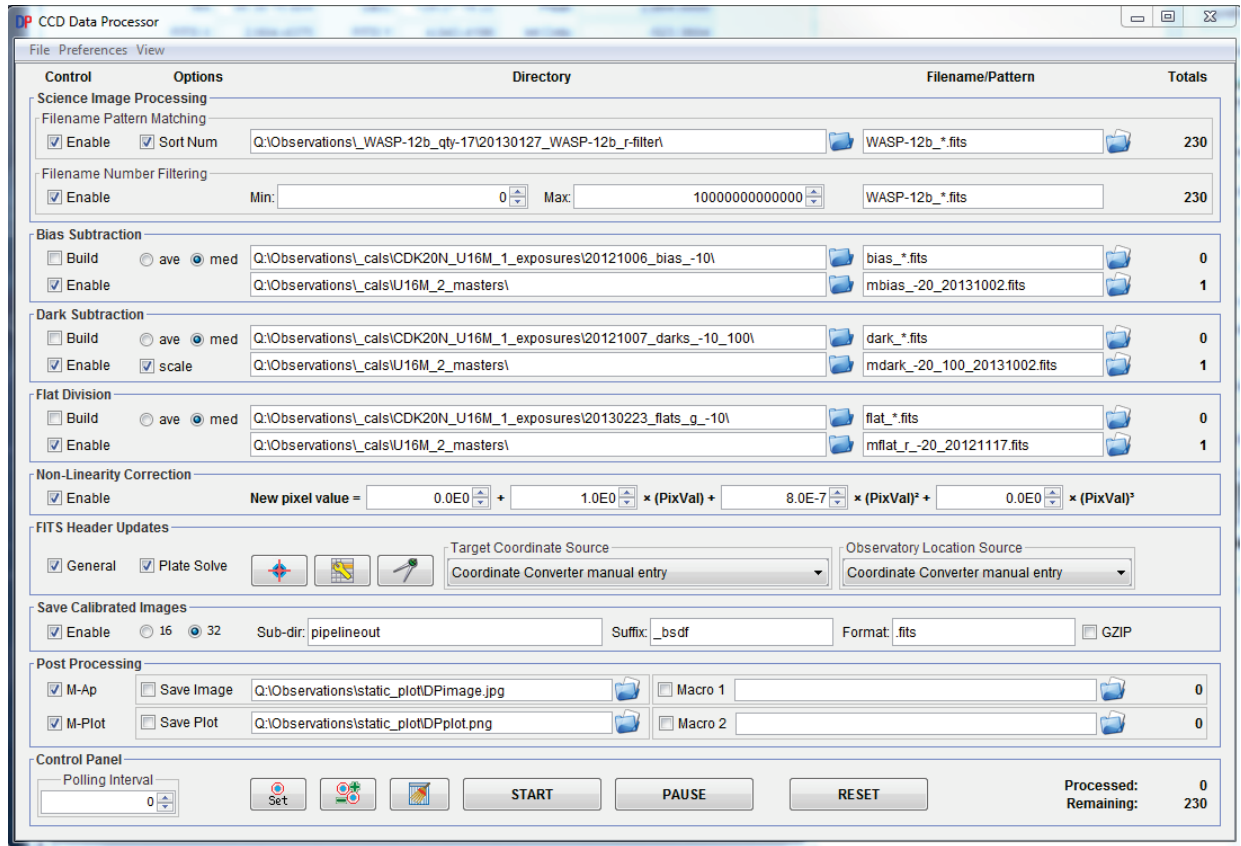 DP CCD Data Processor
File Preferences View
Control Options Directory Filename/Pattern Totals
Science Image Processing
Filename Pattern Matching
Enable Sort Num Q:\Observations\_WASP-12b_qty-17\20130127_WASP-12b_r-filter\ WASP-12b_*.fits 230
Filename Number Filtering
Enable Min: 0 Max: 10000000000000 WASP-12b_*.fits 230
Bias Subtraction
Build ave med Q:\Observations\_cals\CDK20N_U16M_1_exposures\20121006_bias_-10\ bias_*.fits 0
Enable Q:\Observations\_cals\U16M_2_masters\ mbias_-20_20131002.fits 1
Dark Subtraction
Build ave med Q:\Observations\_cals\CDK20N_U16M_1_exposures\20121007_darks_-10_100\ dark_*.fits 0
Enable scale Q:\Observations\_cals\U16M_2_masters\ mdark_-20_100_20131002.fits 1
Flat Division
Build ave med Q:\Observations\_cals\CDK20N_U16M_1_exposures\20130223_flats_g_-10\ flat_*.fits 0
Enable Q:\Observations\_cals\U16M_2_masters\ mflat_r_-20_20121117.fits 1
Non-Linearity Correction
Enable New pixel value = 0.0E0 + 1.0E0 × (PixVal) + 8.0E-7 × (PixVal)² + 0.0E0 × (PixVal)³
FITS Header Updates
Target Coordinate Source Observatory Location Source
General Plate Solve Coordinate Converter manual entry Coordinate Converter manual entry
Save Calibrated Images
Enable 16 32 Sub-dir: pipelineout Suffix: _bsdf Format: .fits GZIP
Post Processing
M-Ap Save Image Q:\Observations\static_plot\DPimage.jpg Macro 1 0
M-Plot Save Plot Q:\Observations\static_plot\DPplot.png Macro 2 0
Control Panel
Polling Interval
0 Set START PAUSE RESET
Processed: 0
Remaining: 230